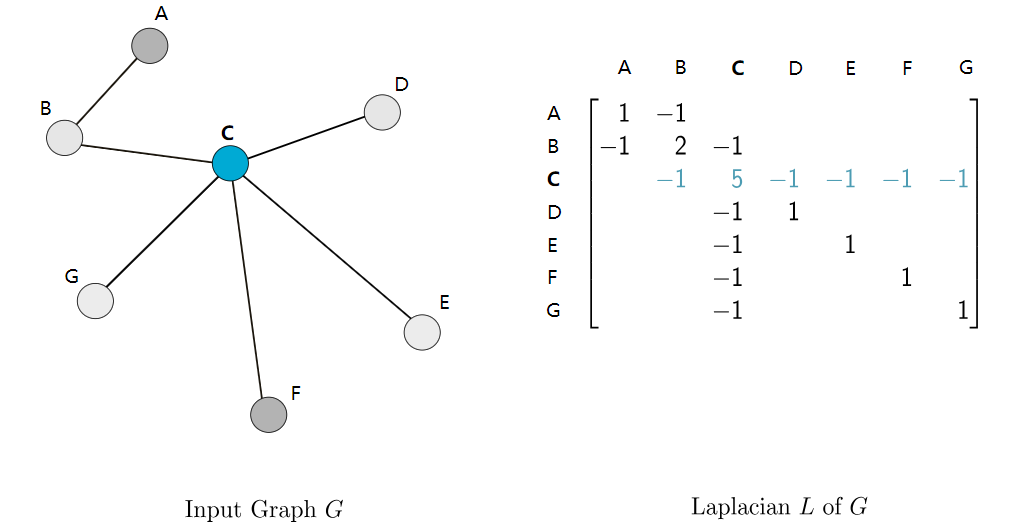 A
B
C
D
G
E
F
Input Graph G
A B C D E F G
A 1 −1
B −1 2 −1
C −1 5 −1 −1 −1 −1
D −1 1
E −1 1
F −1 1
G −1 1
Laplacian L of G